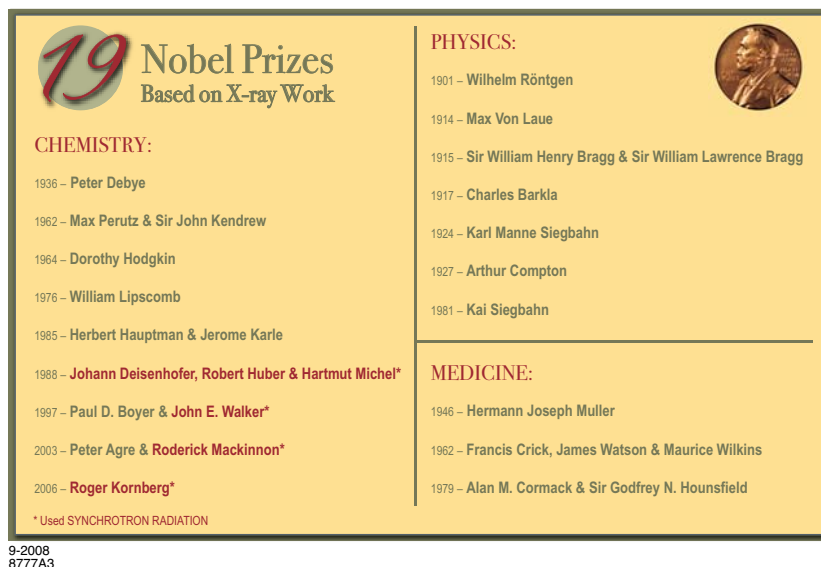 19 Nobel Prizes
Based on X-ray Work
CHEMISTRY:
1936 – Peter Debye
1962 – Max Perutz & Sir John Kendrew
1964 – Dorothy Hodgkin
1976 – William Lipscomb
1985 – Herbert Hauptman & Jerome Karle
1988 – Johann Deisenhofer, Robert Huber & Hartmut Michel*
1997 – Paul D. Boyer & John E. Walker*
2003 – Peter Agre & Roderick Mackinnon*
2006 – Roger Kornberg*
* Used SYNCHROTRON RADIATION
PHYSICS:
1901 – Wilhelm Röntgen
1914 – Max Von Laue
1915 – Sir William Henry Bragg & Sir William Lawrence Bragg
1917 – Charles Barkla
1924 – Karl Manne Siegbahn
1927 – Arthur Compton
1981 – Kai Siegbahn
MEDICINE:
1946 – Hermann Joseph Muller
1962 – Francis Crick, James Watson & Maurice Wilkins
1979 – Alan M. Cormack & Sir Godfrey N. Hounsfield
9-2008
8777A3